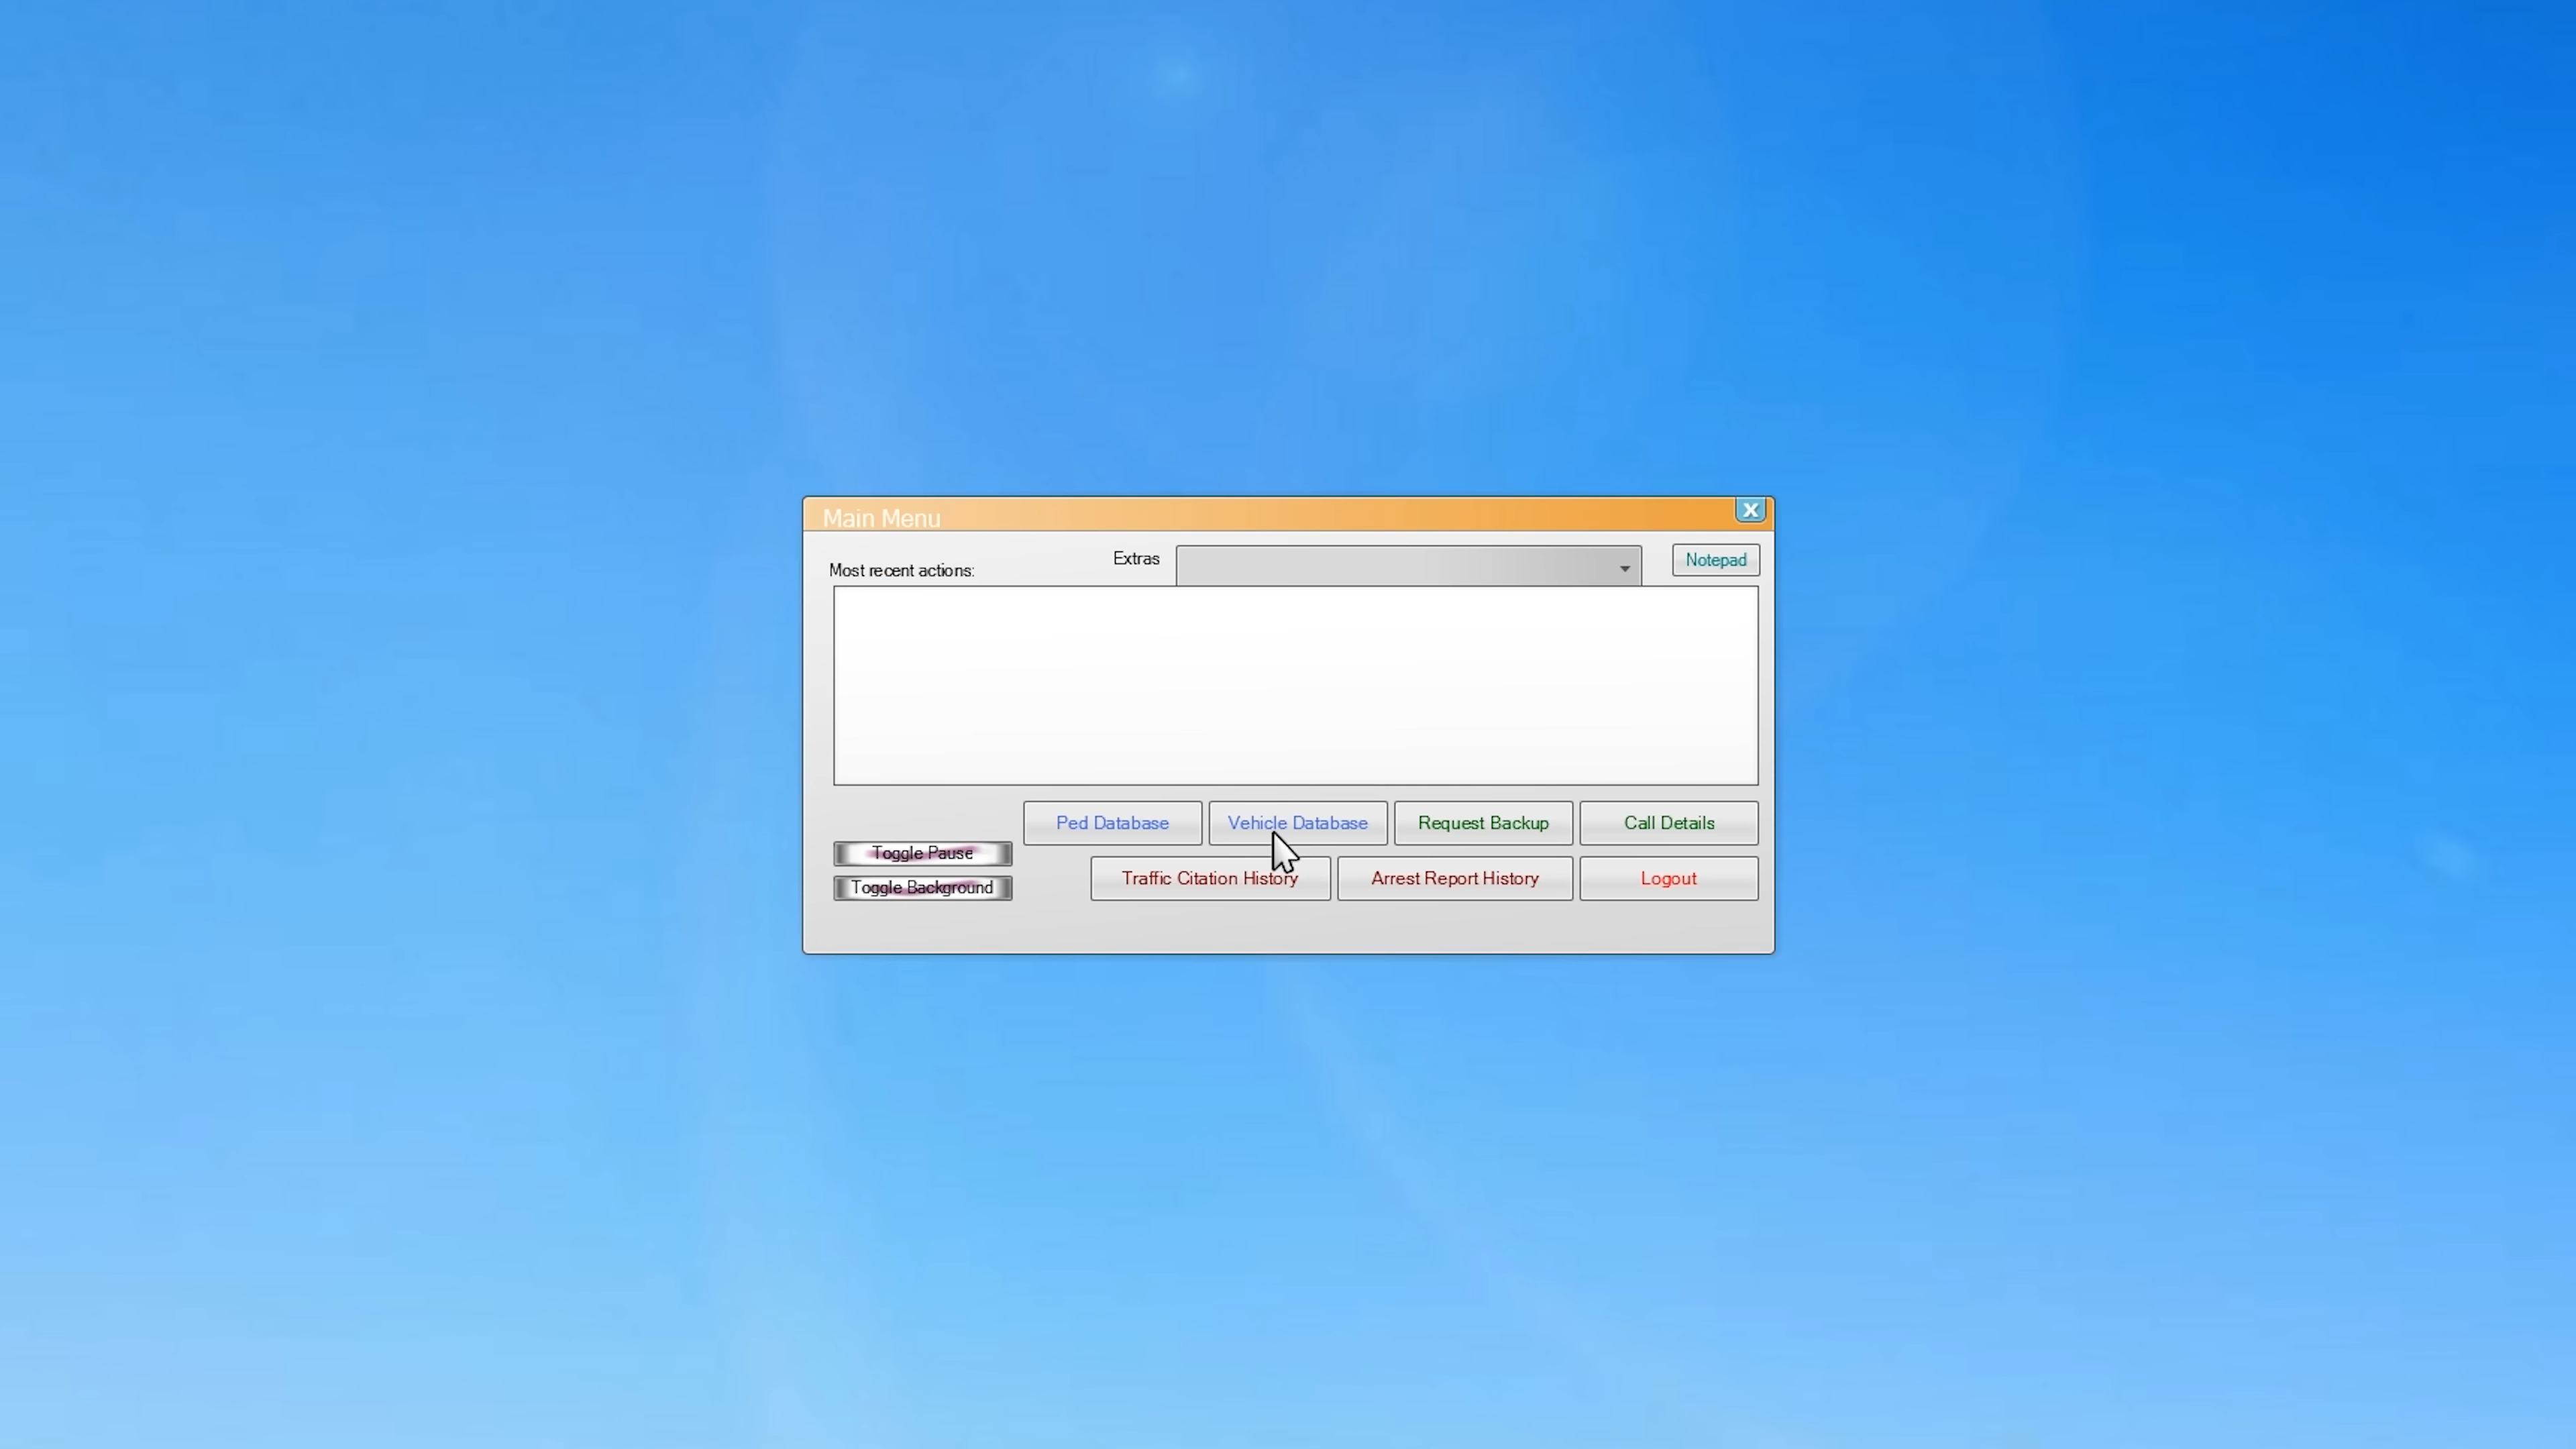 Main Menu
X
Extras
Notepad
Most recent actions:
Ped Database
Vehicle Database
Request Backup
Call Details
Toggle Pause
Toggle Background
Traffic Citation History
Arrest Report History
Logout